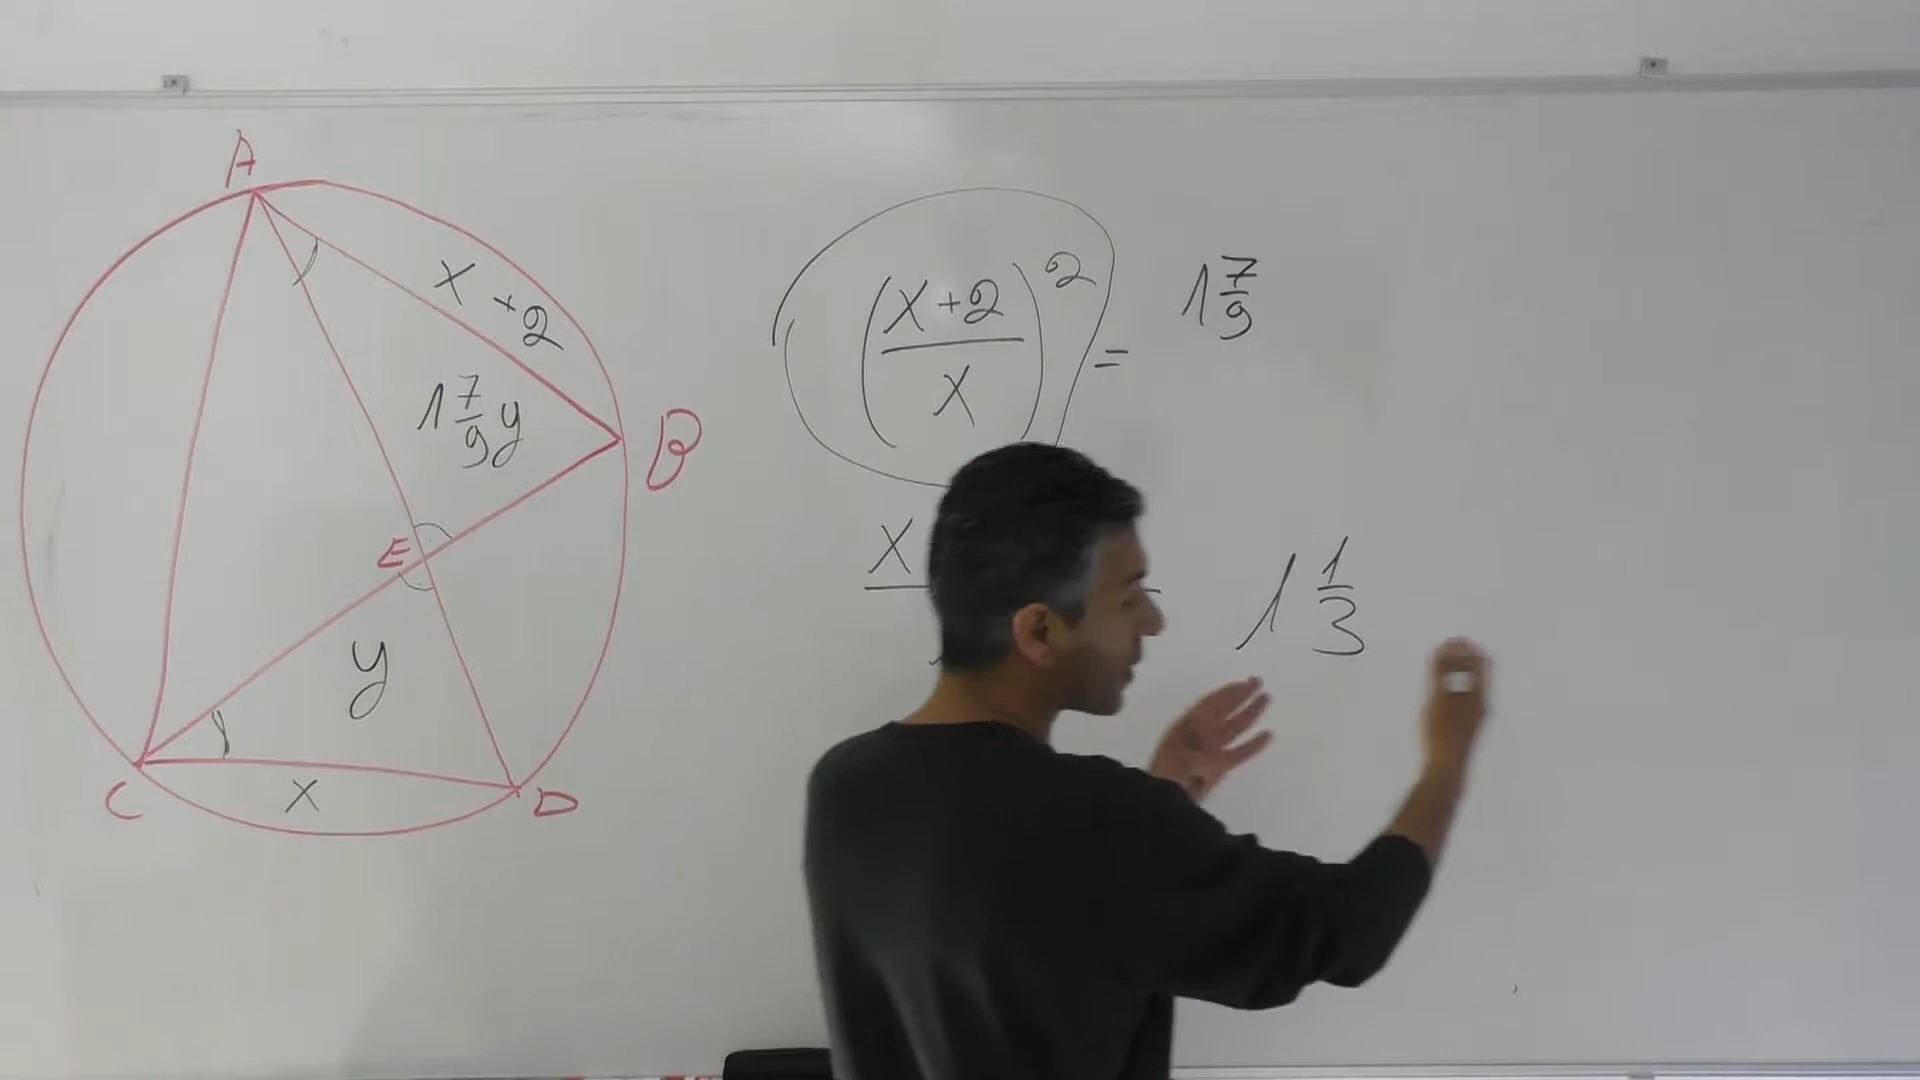 A
x + 2
1 7/9 y
B
E
y
C
x
D
((x+2)/x)² = 1 7/9
x
1 1/3